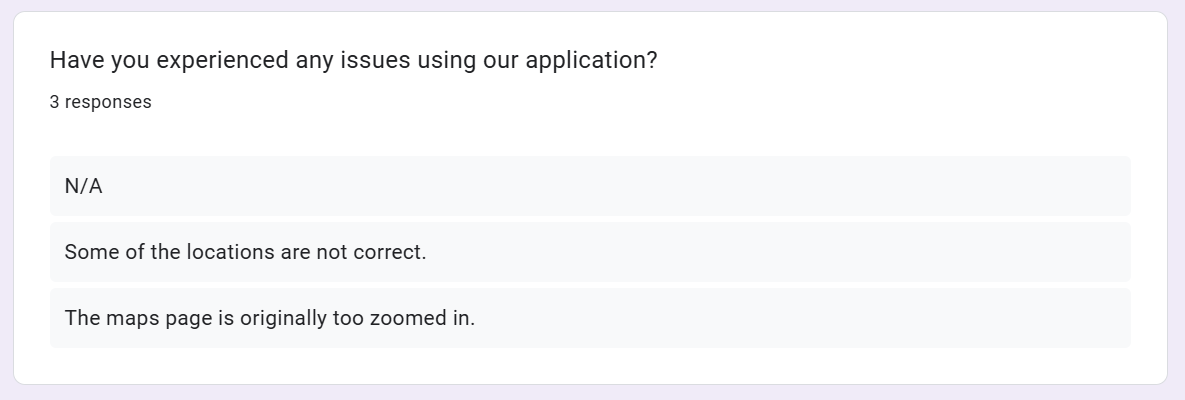 Have you experienced any issues using our application?
3 responses
N/A
Some of the locations are not correct.
The maps page is originally too zoomed in.